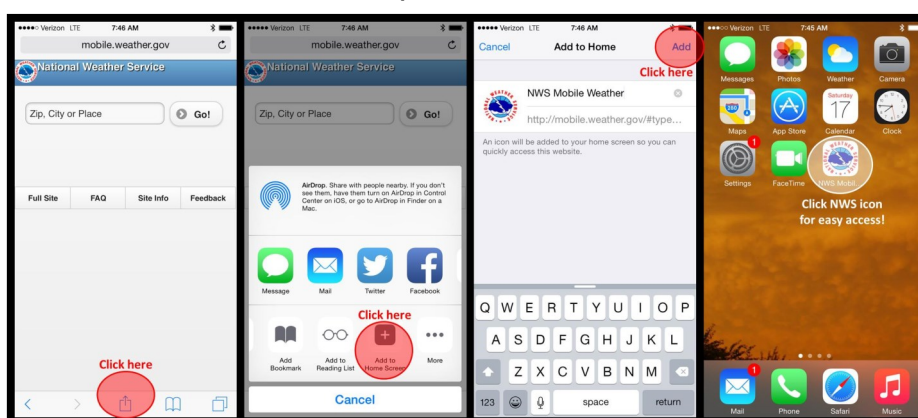 Verizon LTE 7:46 AM
mobile.weather.gov
National Weather Service
Zip, City or Place
Go!
Full Site FAQ Site Info Feedback
Click here
Verizon LTE 7:46 AM
mobile.weather.gov
National Weather Service
Zip, City or Place
Go!
AirDrop. Share with people nearby. If you don't
see them, have them turn on AirDrop in Control
Center on iOS, or go to AirDrop in Finder on a
Mac.
Message Mail Twitter Facebook
Click here
Add Bookmark
Add to Reading List
Add to Home Screen
More
Cancel
Verizon LTE 7:46 AM
Cancel Add to Home Add
Click here
NWS Mobile Weather
http://mobile.weather.gov/#type...
An icon will be added to your home screen so you can
quickly access this website.
Q W E R T Y U I O P
A S D F G H J K L
Z X C V B N M
123 space return
Verizon LTE 7:45 AM
Messages Photos Weather Camera
280
Saturday
17
Maps App Store Calendar Clock
1
Settings FaceTime NWS Mobil...
Click NWS icon
for easy access!
1
Mail Phone Safari Music